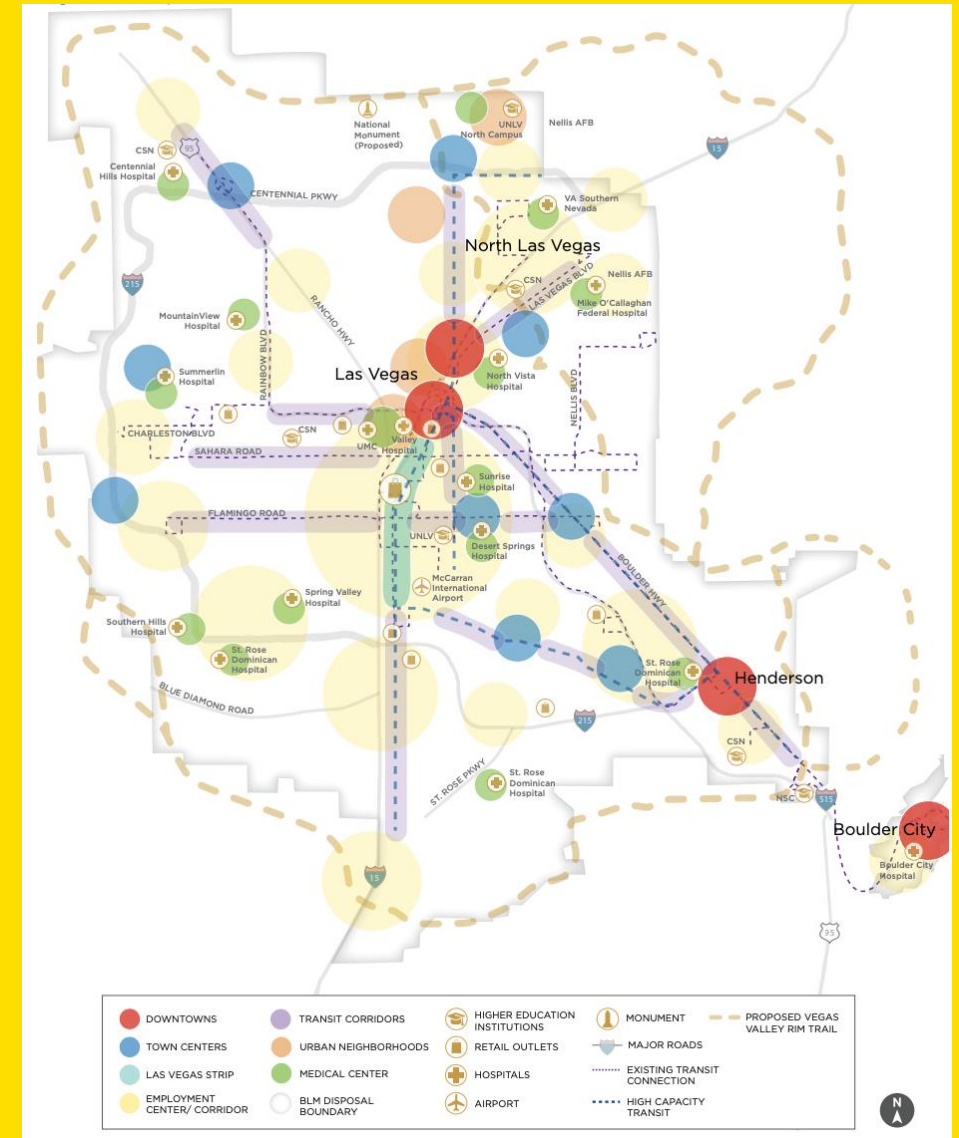 National
Monument
(Proposed)
UNLV
North Campus
Nellis AFB
15
CSN
95
Centennial
Hills Hospital
CENTENNIAL PKWY
VA Southern
Nevada
North Las Vegas
215
CSN
LAS VEGAS BLVD
Nellis AFB
Mike O'Callaghan
Federal Hospital
MountainView
Hospital
RANCHO HWY
RAINBOW BLVD
Las Vegas
North Vista
Hospital
Summerlin
Hospital
NELLIS BLVD
CHARLESTON BLVD
CSN
UMC
Valley
Hospital
SAHARA ROAD
Sunrise
Hospital
FLAMINGO ROAD
UNLV
Desert Springs
Hospital
BOULDER HWY
McCarran
International
Airport
Spring Valley
Hospital
Southern Hills
Hospital
St. Rose
Dominican
Hospital
St. Rose
Dominican
Hospital
Henderson
BLUE DIAMOND ROAD
215
CSN
ST. ROSE PKWY
St. Rose
Dominican
Hospital
NSC
515
Boulder City
Boulder City
Hospital
15
95
DOWNTOWNS
TOWN CENTERS
LAS VEGAS STRIP
EMPLOYMENT
CENTER/ CORRIDOR
TRANSIT CORRIDORS
URBAN NEIGHBORHOODS
MEDICAL CENTER
BLM DISPOSAL
BOUNDARY
HIGHER EDUCATION
INSTITUTIONS
RETAIL OUTLETS
HOSPITALS
AIRPORT
MONUMENT
MAJOR ROADS
EXISTING TRANSIT
CONNECTION
HIGH CAPACITY
TRANSIT
PROPOSED VEGAS
VALLEY RIM TRAIL
N